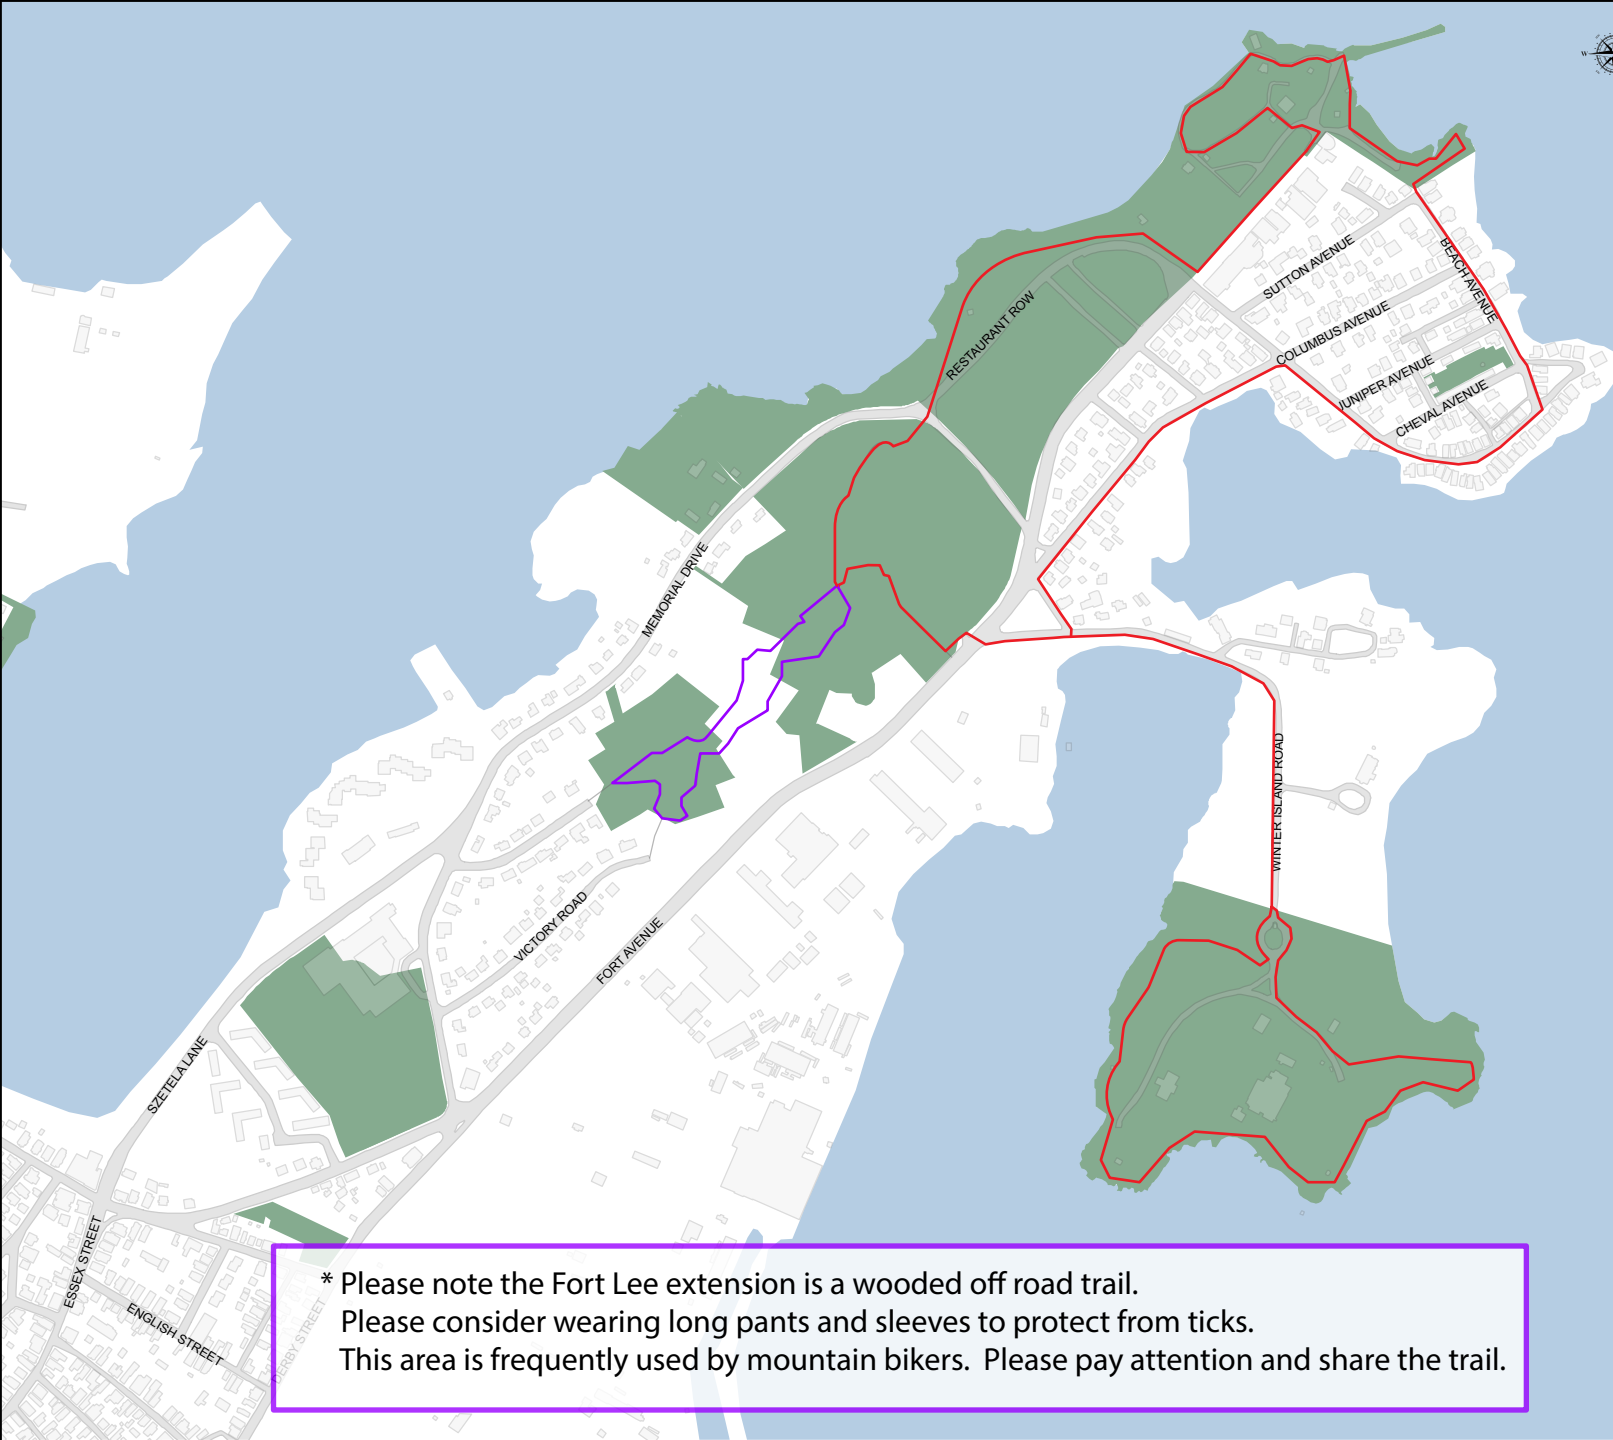 W
SUTTON AVENUE
BEACH AVENUE
RESTAURANT ROW
COLUMBUS AVENUE
JUNIPER AVENUE
CHEVAL AVENUE
MEMORIAL DRIVE
WINTER ISLAND ROAD
VICTORY ROAD
FORT AVENUE
SZETELA LANE
ESSEX STREET
ENGLISH STREET
DERBY STREET
* Please note the Fort Lee extension is a wooded off road trail.
Please consider wearing long pants and sleeves to protect from ticks.
This area is frequently used by mountain bikers.  Please pay attention and share the trail.